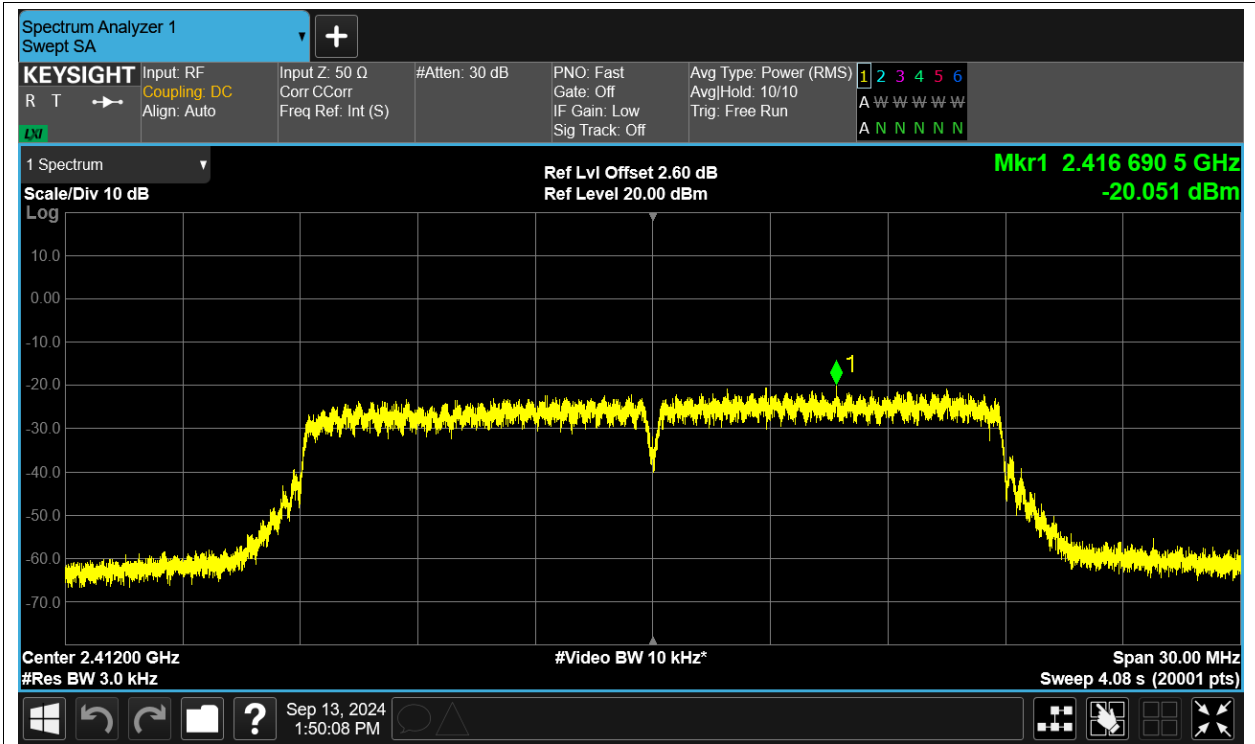 Spectrum Analyzer 1
Swept SA
KEYSIGHT
R T
LXI
Input: RF
Coupling: DC
Align: Auto
Input Z: 50 Ω
Corr CCorr
Freq Ref: Int (S)
#Atten: 30 dB
PNO: Fast
Gate: Off
IF Gain: Low
Sig Track: Off
Avg Type: Power (RMS)
Avg|Hold: 10/10
Trig: Free Run
1 2 3 4 5 6
A W W W W W
A N N N N N
1 Spectrum
Scale/Div 10 dB
Log
Ref Lvl Offset 2.60 dB
Ref Level 20.00 dBm
Mkr1 2.416 690 5 GHz
-20.051 dBm
10.0
0.00
-10.0
1
-20.0
-30.0
-40.0
-50.0
-60.0
-70.0
Center 2.41200 GHz
#Video BW 10 kHz*
Span 30.00 MHz
#Res BW 3.0 kHz
Sweep 4.08 s (20001 pts)
?
Sep 13, 2024
1:50:08 PM